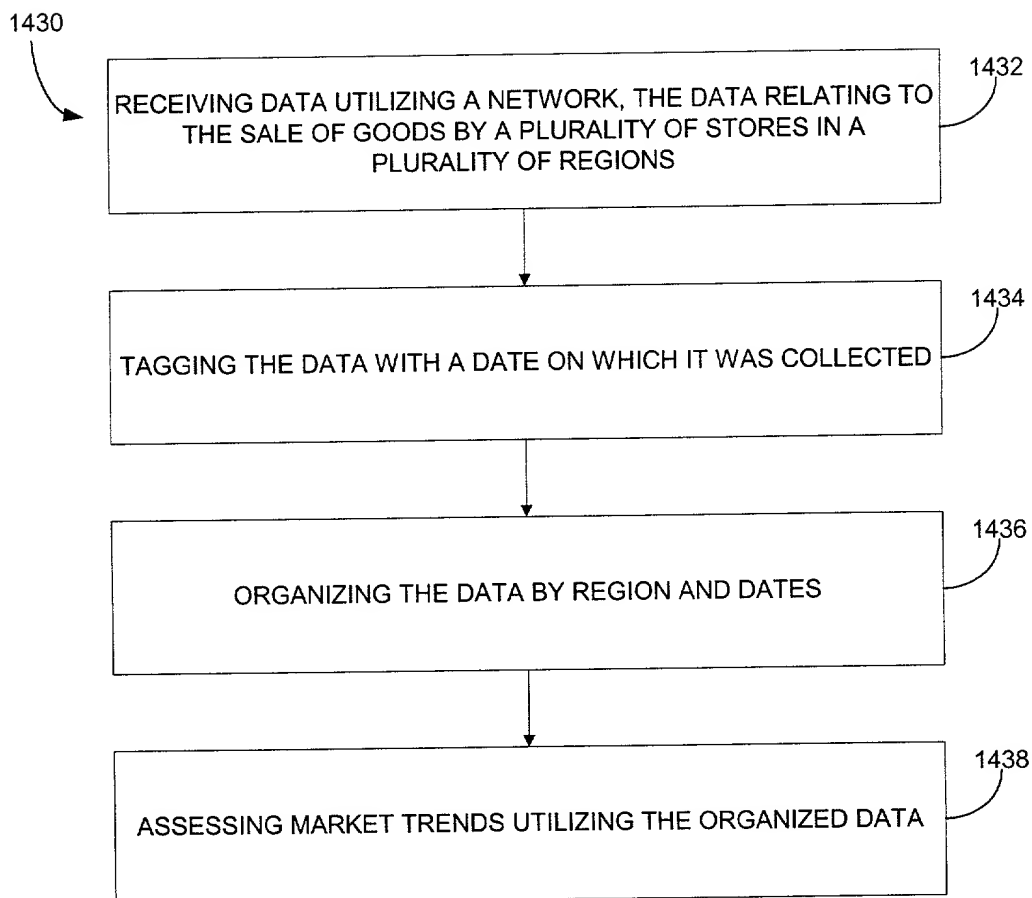 1430
1432
RECEIVING DATA UTILIZING A NETWORK, THE DATA RELATING TO
THE SALE OF GOODS BY A PLURALITY OF STORES IN A
PLURALITY OF REGIONS
1434
TAGGING THE DATA WITH A DATE ON WHICH IT WAS COLLECTED
1436
ORGANIZING THE DATA BY REGION AND DATES
1438
ASSESSING MARKET TRENDS UTILIZING THE ORGANIZED DATA